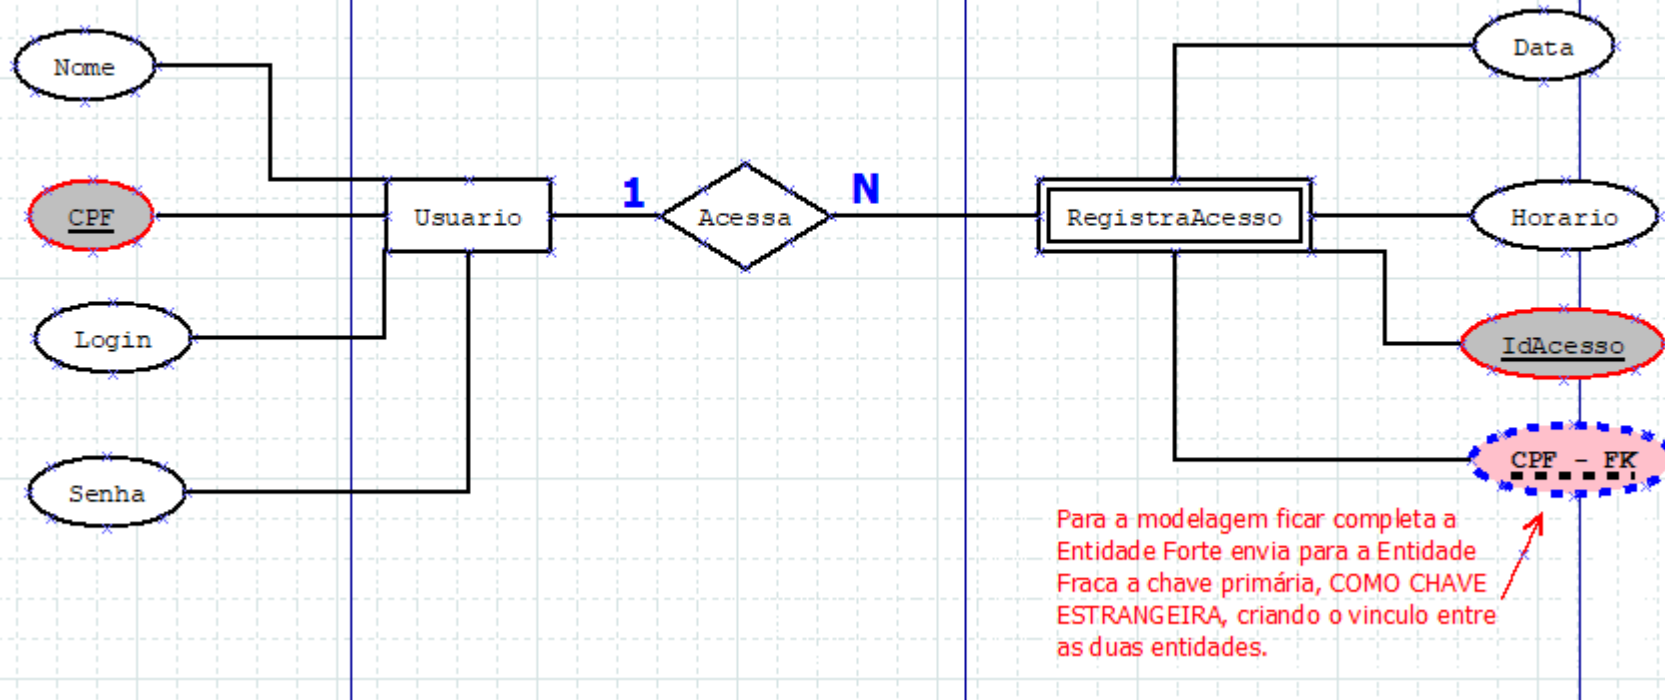 Nome
Data
CPF
Usuario
1
Acessa
N
RegistraAcesso
Horario
Login
IdAcesso
Senha
CPF - FK
Para a modelagem ficar completa a
Entidade Forte envia para a Entidade
Fraca a chave primária, COMO CHAVE
ESTRANGEIRA, criando o vinculo entre
as duas entidades.